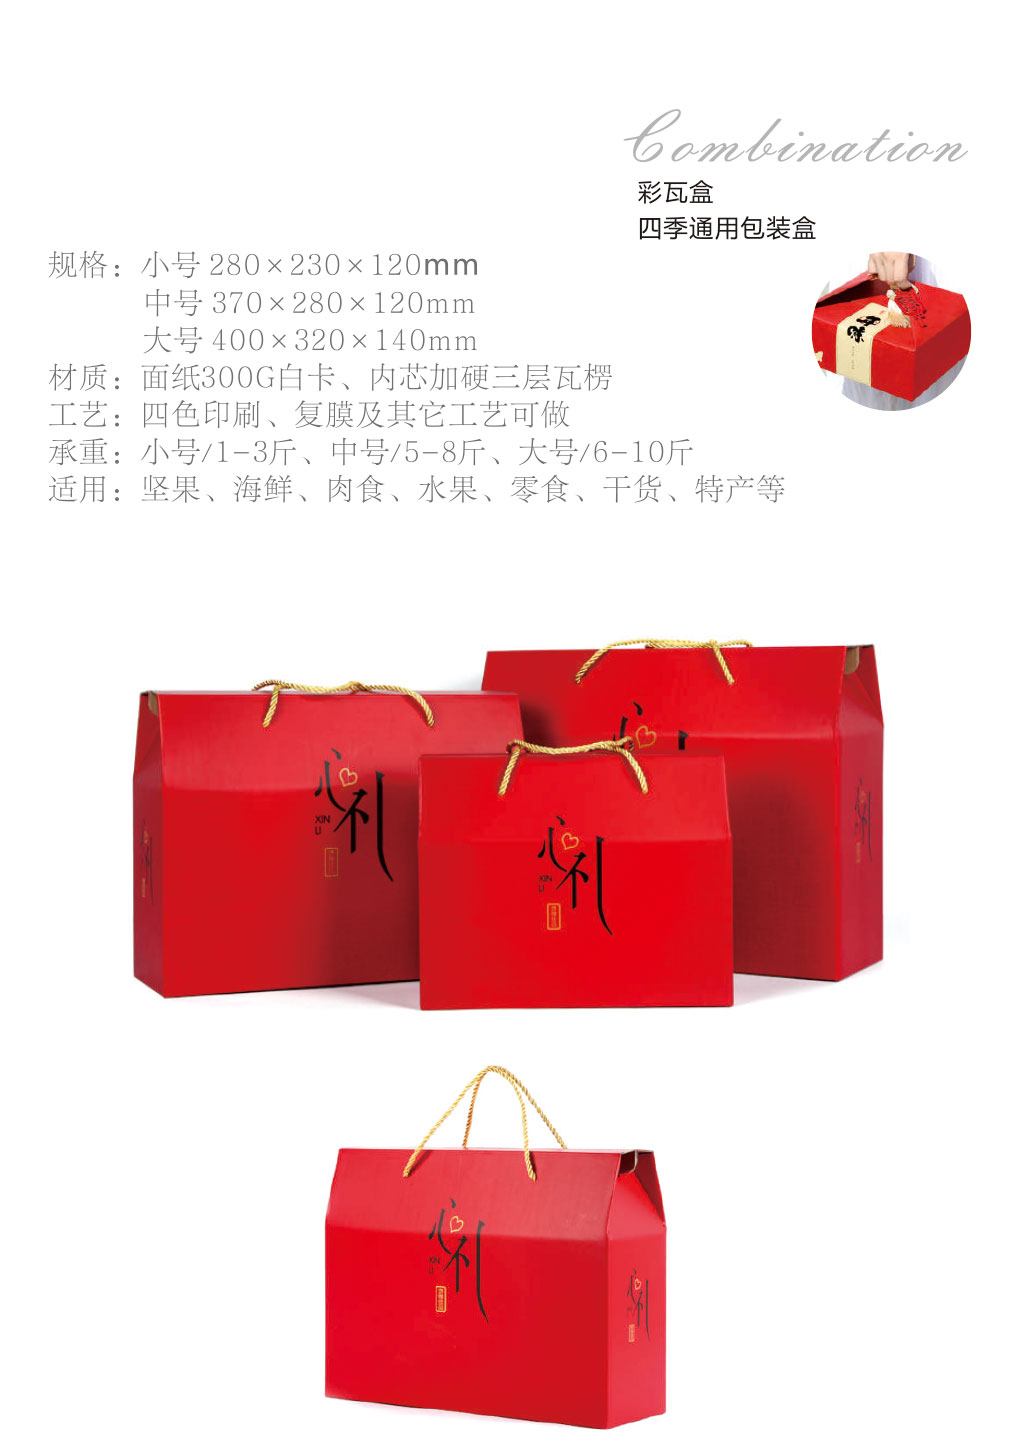 Combination
彩瓦盒
四季通用包装盒
规格：小号 280×230×120mm
中号 370×280×120mm
大号 400×320×140mm
材质：面纸300G白卡、内芯加硬三层瓦楞
工艺：四色印刷、复膜及其它工艺可做
承重：小号/1-3斤、中号/5-8斤、大号/6-10斤
适用：坚果、海鲜、肉食、水果、零食、干货、特产等
心
心礼
XIN
LI
心礼
XIN
LI
心礼
心礼
XIN
LI
心礼